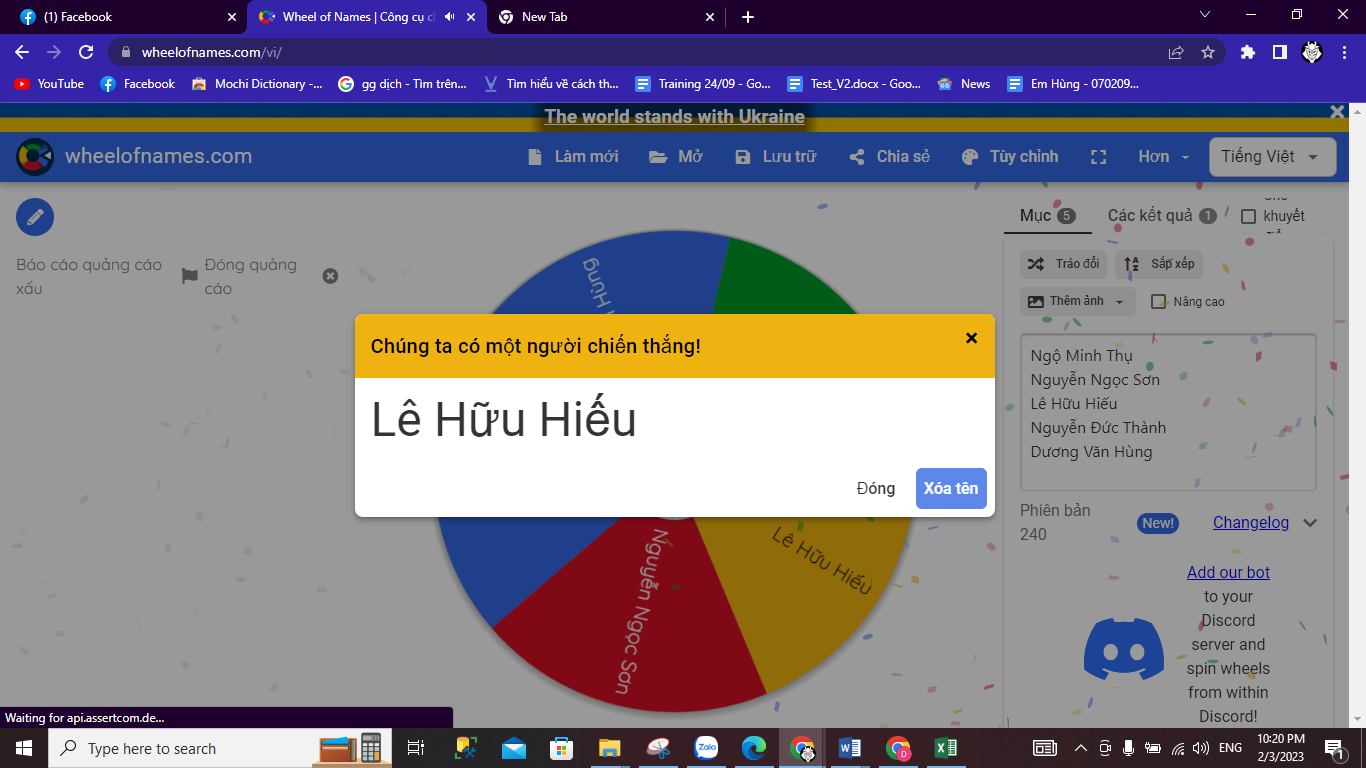 (1) Facebook
Wheel of Names | Công cụ c
New Tab
wheelofnames.com/vi/
YouTube
Facebook
Mochi Dictionary -...
gg dịch - Tìm trên...
Tìm hiểu về cách th...
Training 24/09 - Go...
Test_V2.docx - Goo...
News
Em Hùng - 070209...
The world stands with Ukraine
wheelofnames.com
Làm mới
Mở
Lưu trữ
Chia sẻ
Tùy chỉnh
Hơn
Tiếng Việt
Báo cáo quảng cáo
xấu
Đóng quảng
cáo
Mục 5
Các kết quả 1
khuyết
Tráo đổi
Sắp xếp
Thêm ảnh
Nâng cao
Ngộ Minh Thụ
Nguyễn Ngọc Sơn
Lê Hữu Hiếu
Nguyễn Đức Thành
Dương Văn Hùng
Hùng
Chúng ta có một người chiến thắng!
Lê Hữu Hiếu
Đóng
Xóa tên
Lê Hữu Hiếu
Nguyễn Ngọc Sơn
Phiên bản
240
New!
Changelog
Add our bot
to your
Discord
server and
spin wheels
from within
Discord!
Waiting for api.assertcom.de...
Type here to search
Zalo
ENG
10:20 PM
2/3/2023
1